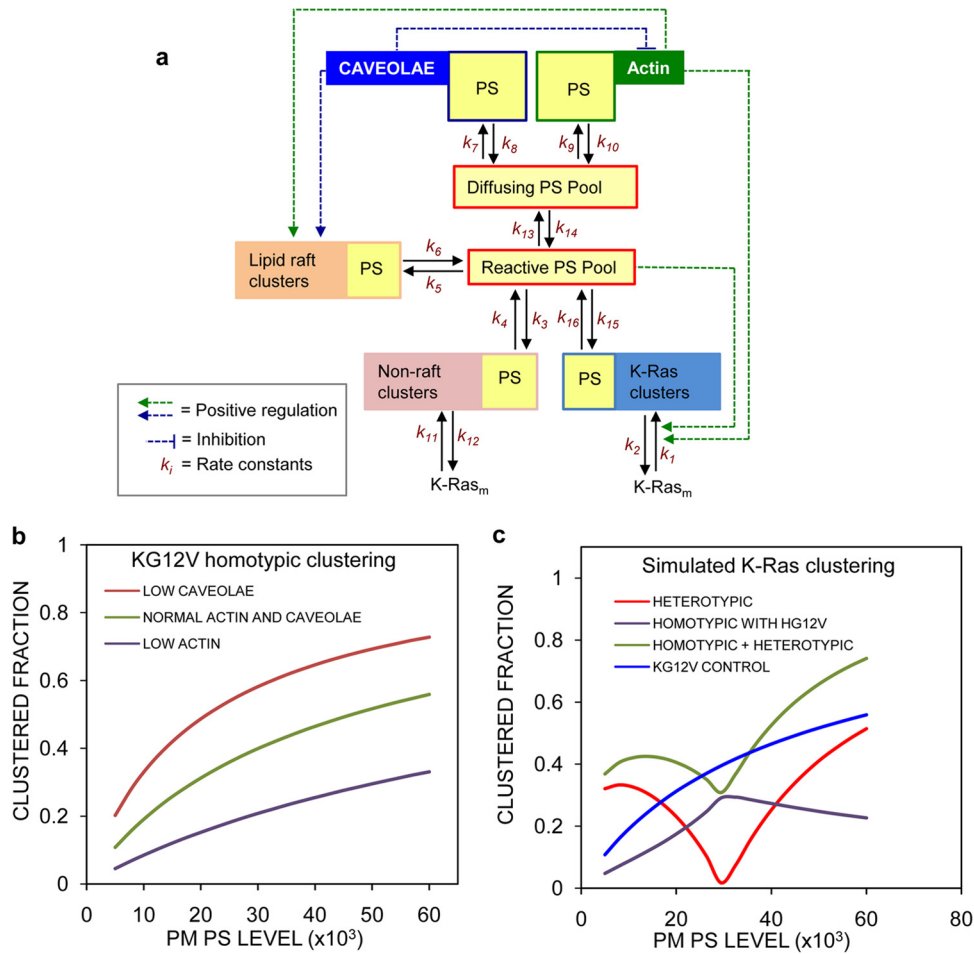 a
CAVEOLAE
PS
PS
Actin
k7
k8
k9
k10
Diffusing PS Pool
k13
k14
Lipid raft
clusters
PS
k6
k5
Reactive PS Pool
k4
k3
k16
k15
Non-raft
clusters
PS
PS
K-Ras
clusters
k11
k12
k2
k1
K-Rasm
K-Rasm
= Positive regulation
= Inhibition
ki = Rate constants
b
KG12V homotypic clustering
LOW CAVEOLAE
NORMAL ACTIN AND CAVEOLAE
LOW ACTIN
CLUSTERED FRACTION
1
0.8
0.6
0.4
0.2
0
0 10 20 30 40 50 60
PM PS LEVEL (x10³)
c
Simulated K-Ras clustering
HETEROTYPIC
HOMOTYPIC WITH HG12V
HOMOTYPIC + HETEROTYPIC
KG12V CONTROL
CLUSTERED FRACTION
1
0.8
0.6
0.4
0.2
0
0 20 40 60 80
PM PS LEVEL (x10³)